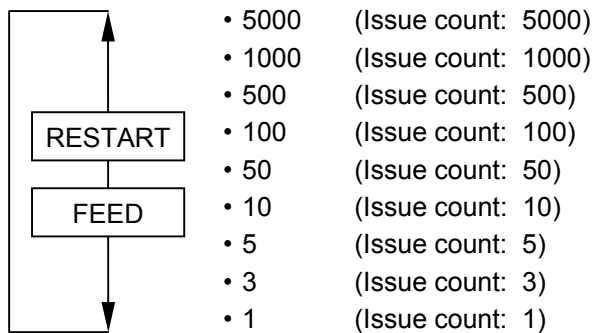 • 5000 (Issue count: 5000)
• 1000 (Issue count: 1000)
• 500 (Issue count: 500)
RESTART • 100 (Issue count: 100)
• 50 (Issue count: 50)
FEED • 10 (Issue count: 10)
• 5 (Issue count: 5)
• 3 (Issue count: 3)
• 1 (Issue count: 1)